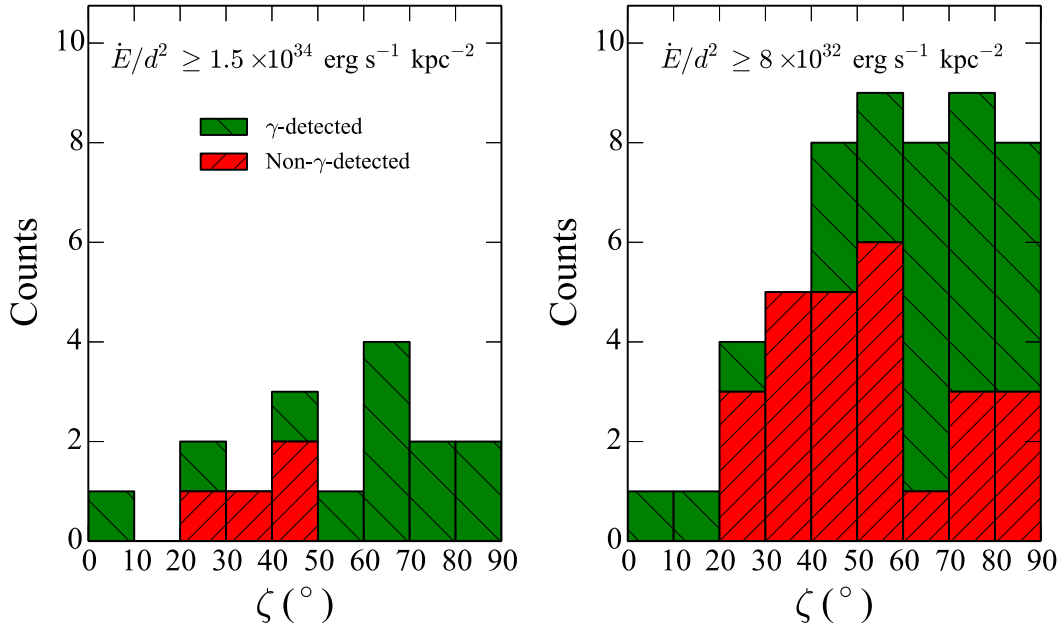 Ė/d² ≥ 1.5 ×10³⁴ erg s⁻¹ kpc⁻²
γ-detected
Non-γ-detected
Counts
10
8
6
4
2
0
0 10 20 30 40 50 60 70 80 90
ζ (°)
Ė/d² ≥ 8 ×10³² erg s⁻¹ kpc⁻²
Counts
10
8
6
4
2
0
0 10 20 30 40 50 60 70 80 90
ζ (°)